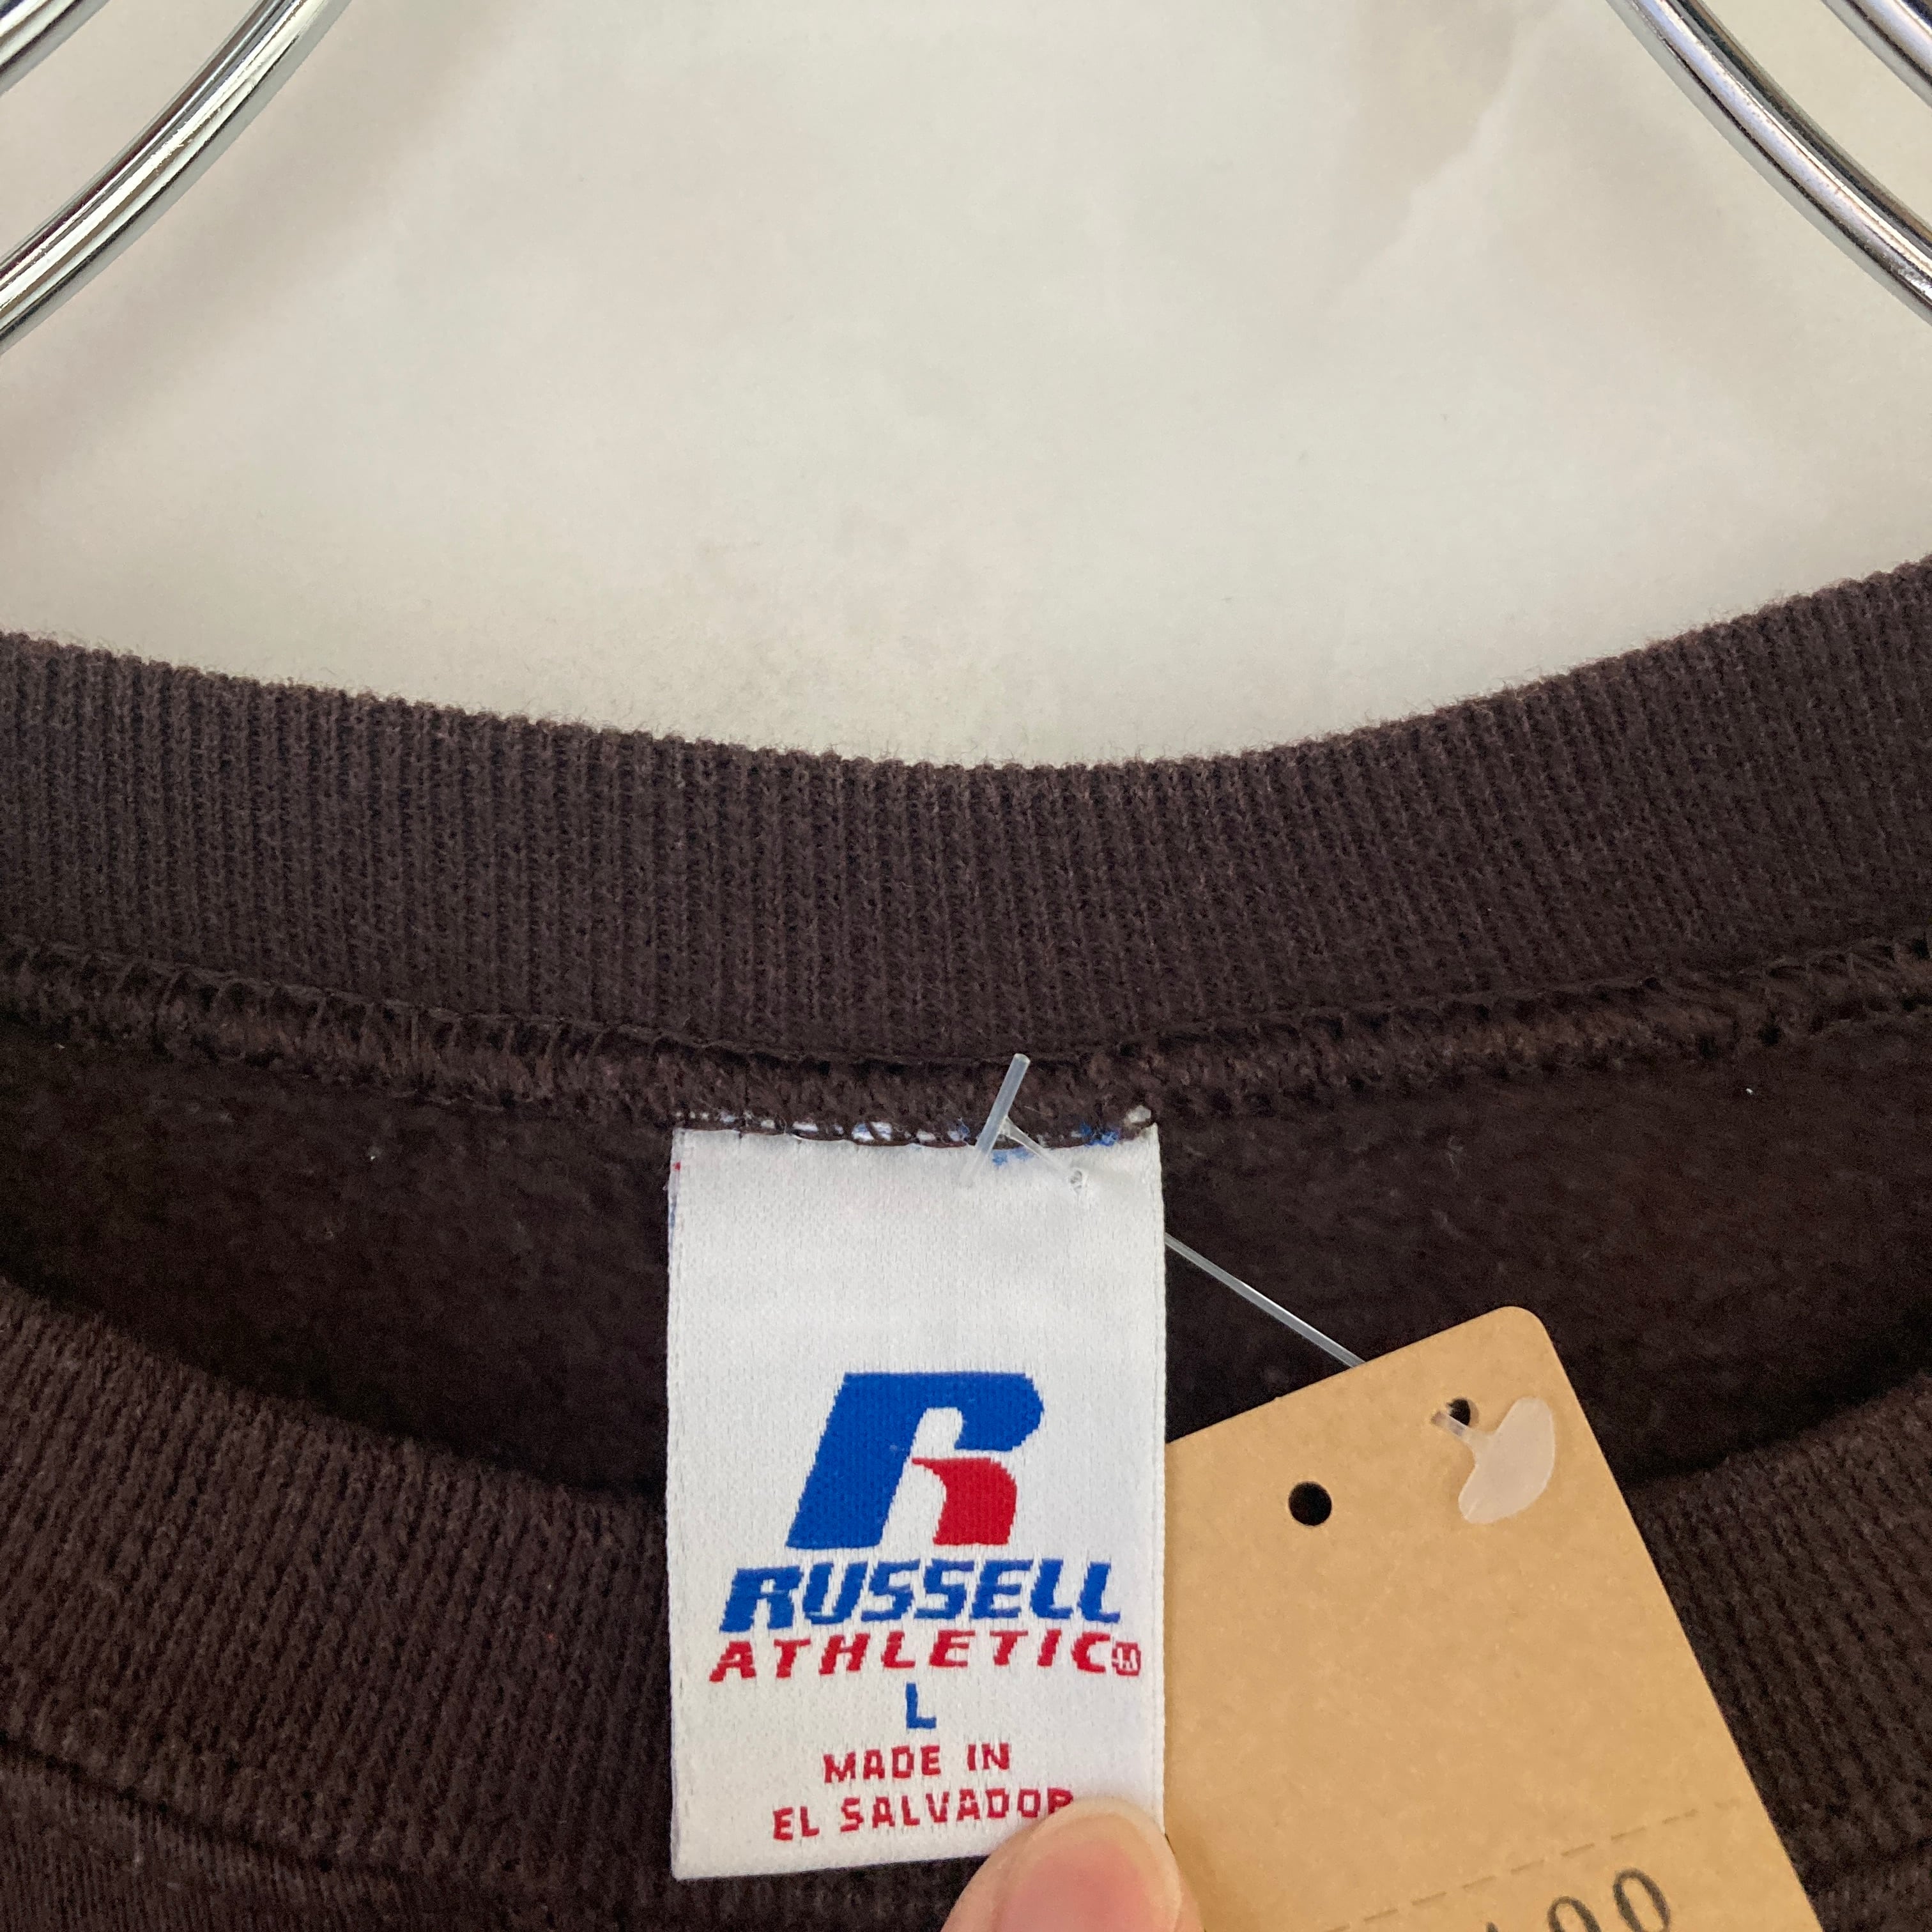 RUSSELL
ATHLETIC
L
MADE IN
EL SALVADOR